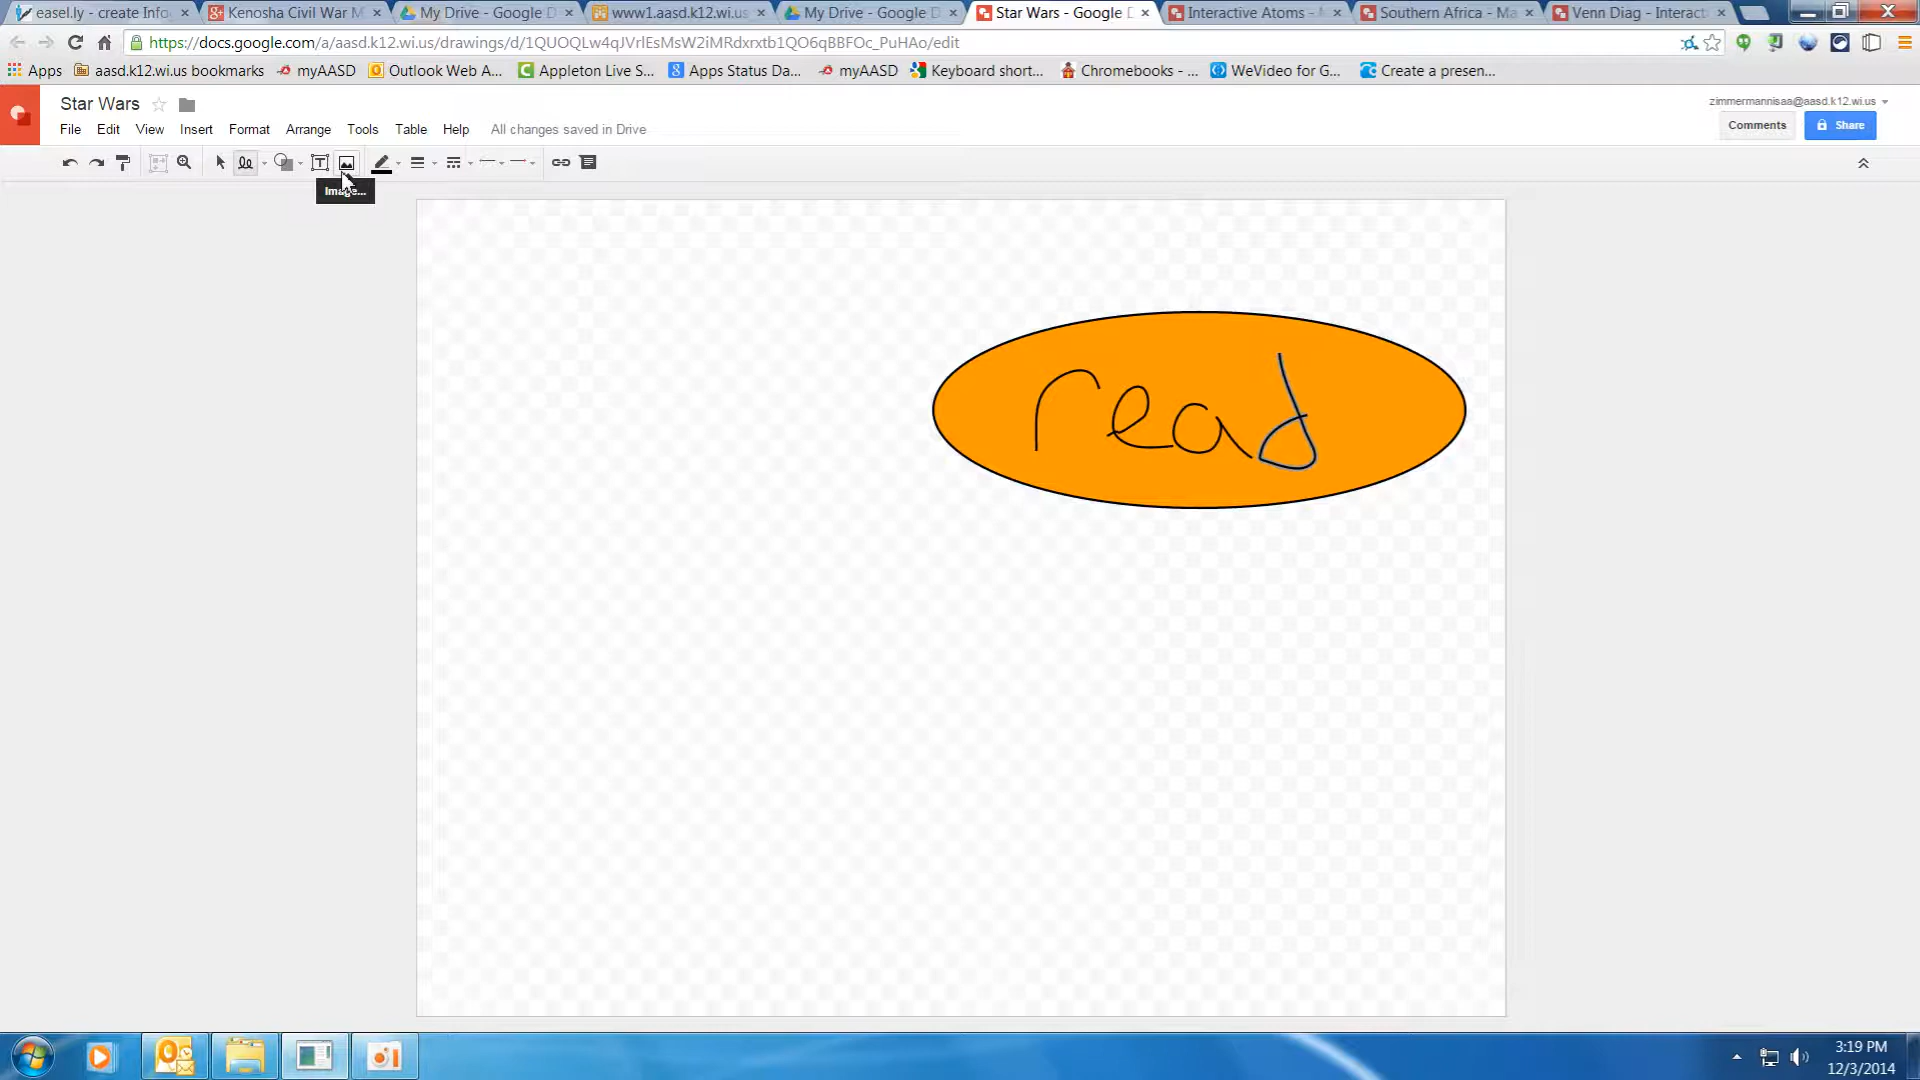 easel.ly - create Info
Kenosha Civil War M
My Drive - Google D
www1.aasd.k12.wi.us
My Drive - Google D
Star Wars - Google D
Interactive Atoms -
Southern Africa - Ma
Venn Diag - Interact
https://docs.google.com/a/aasd.k12.wi.us/drawings/d/1QUOQLw4qJVrlEsMsW2iMRdxrxtb1QO6qBBFOc_PuHAo/edit
Apps
aasd.k12.wi.us bookmarks
myAASD
Outlook Web A...
Appleton Live S...
Apps Status Da...
myAASD
Keyboard short...
Chromebooks - ...
WeVideo for G...
Create a presen...
Star Wars
zimmermannisaa@aasd.k12.wi.us
File Edit View Insert Format Arrange Tools Table Help All changes saved in Drive
Comments
Share
Image...
read
3:19 PM
12/3/2014